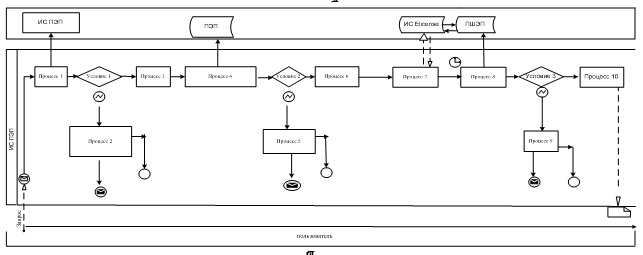 ИС ПЭП
ПЭП
ИС Elicense
ПШЭП
Процесс 1
Условие 1
Процесс 3
Процесс 4
Условие 2
Процесс 6
Процесс 7
Процесс 8
Условие 3
Процесс 10
Процесс 2
Процесс 5
Процесс 9
ИС ПЭП
Запрос
пользователь